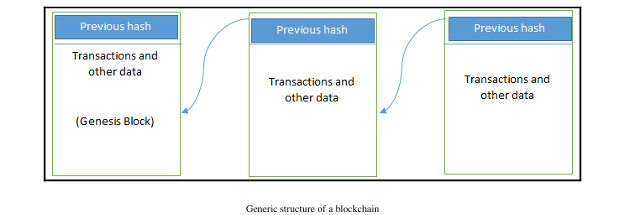 Previous hash
Transactions and
other data
(Genesis Block)
Previous hash
Transactions and
other data
Previous hash
Transactions and
other data
Generic structure of a blockchain